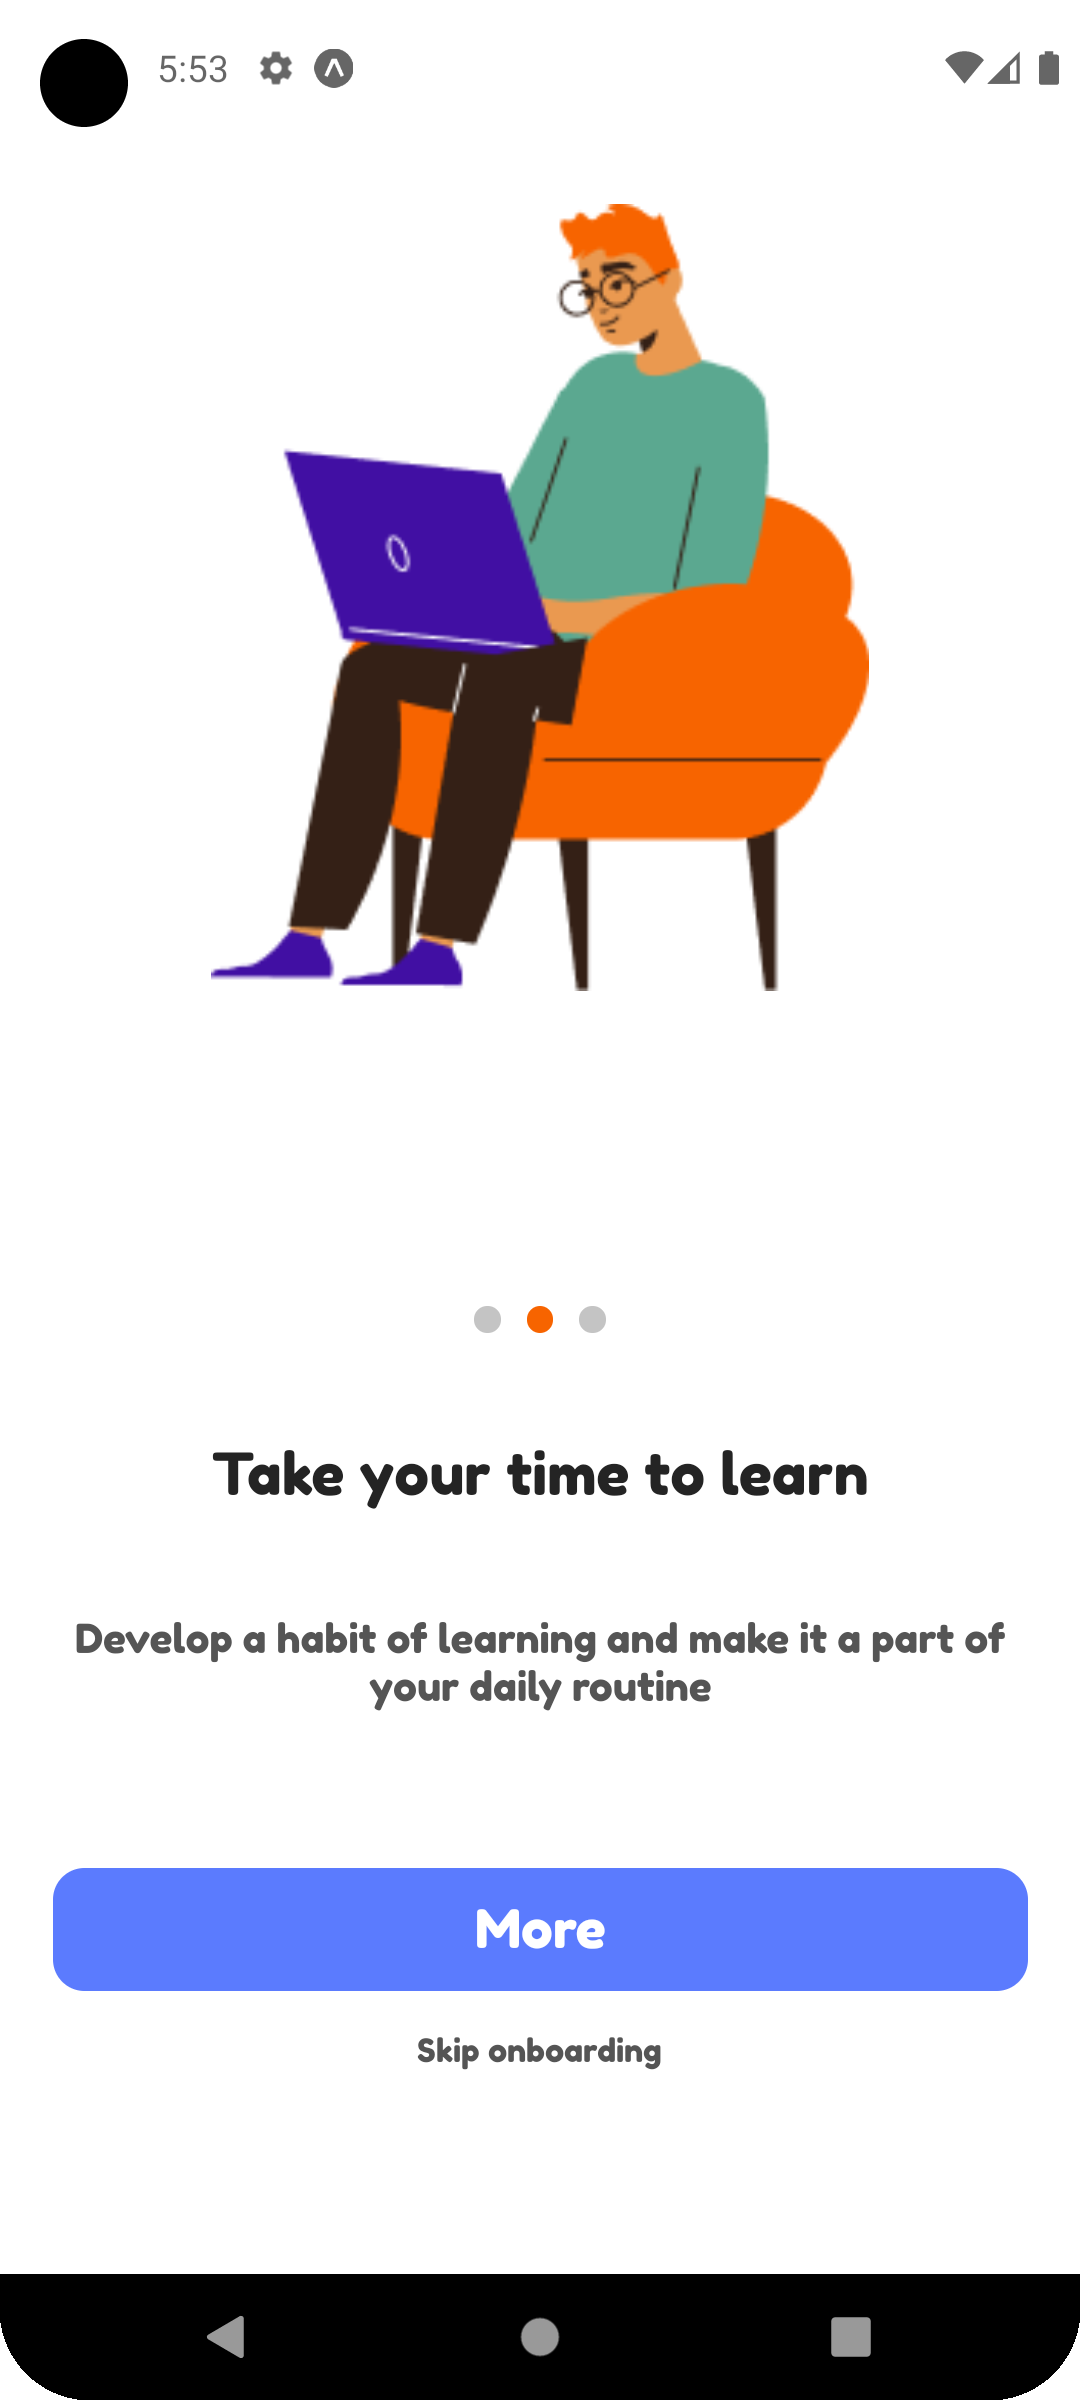 5:53
Take your time to learn
Develop a habit of learning and make it a part of
your daily routine
More
Skip onboarding